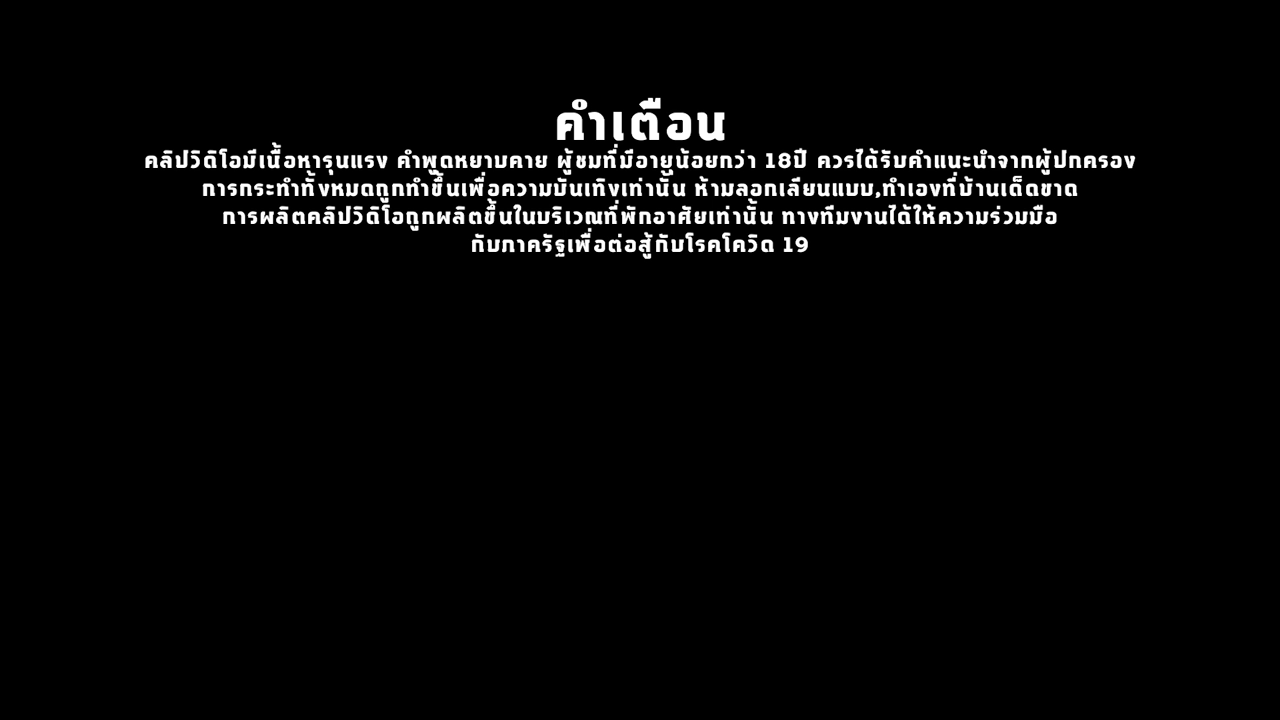 คำเตือน
คลิปวิดิโอมีเนื้อหารุนแรง คำพูดหยาบคาย ผู้ชมที่มีอายุน้อยกว่า 18ปี ควรได้รับคำแนะนำจากผู้ปกครอง
การกระทำทั้งหมดถูกทำขึ้นเพื่อความบันเทิงเท่านั้น ห้ามลอกเลียนแบบ,ทำเองที่บ้านเด็ดขาด
การผลิตคลิปวิดิโอถูกผลิตขึ้นในบริเวณที่พักอาศัยเท่านั้น ทางทีมงานได้ให้ความร่วมมือ
กับภาครัฐเพื่อต่อสู้กับโรคโควิด 19